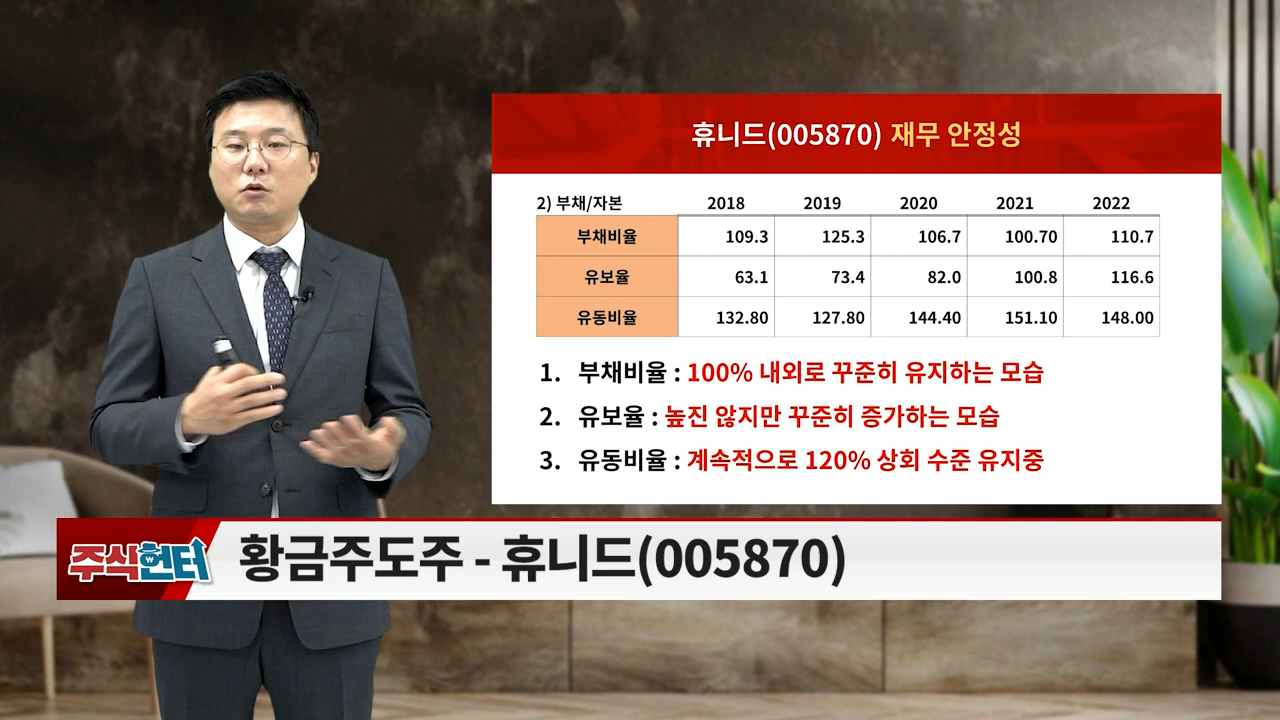 휴니드(005870) 재무 안정성
2) 부채/자본 2018 2019 2020 2021 2022
부채비율 109.3 125.3 106.7 100.70 110.7
유보율 63.1 73.4 82.0 100.8 116.6
유동비율 132.80 127.80 144.40 151.10 148.00
1. 부채비율 : 100% 내외로 꾸준히 유지하는 모습
2. 유보율 : 높진 않지만 꾸준히 증가하는 모습
3. 유동비율 : 계속적으로 120% 상회 수준 유지중
주식헌터 황금주도주 - 휴니드(005870)